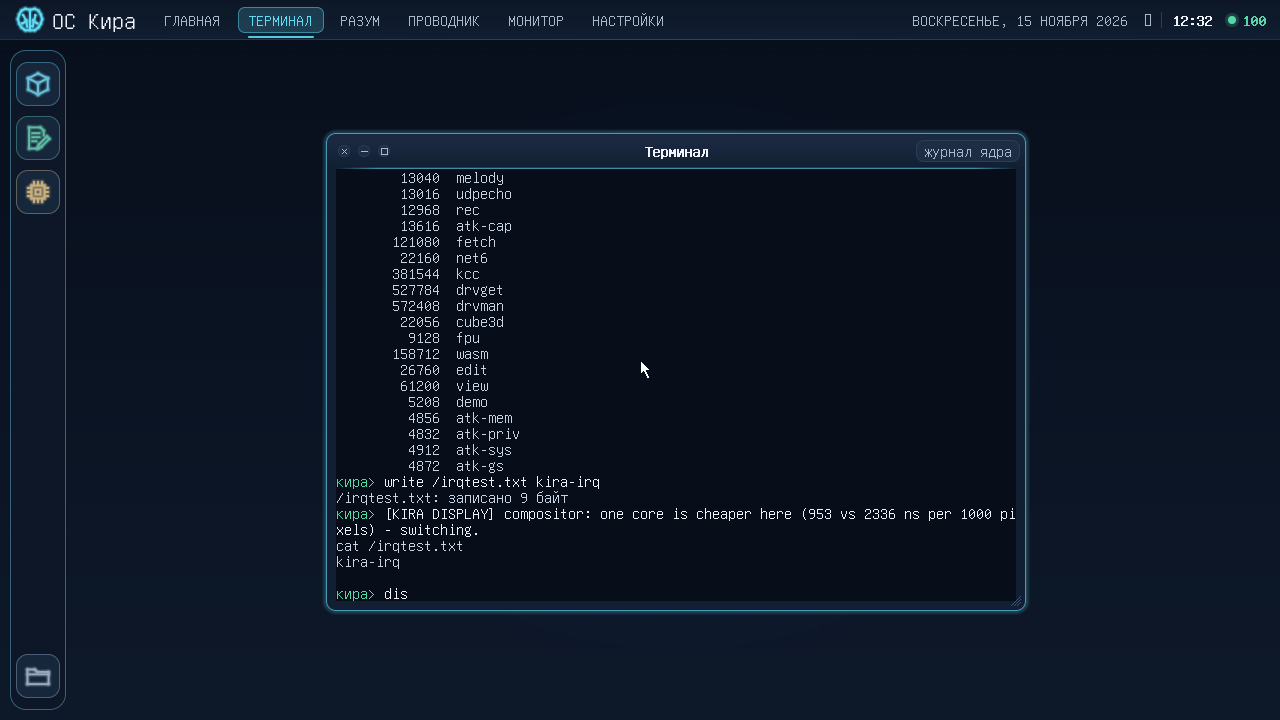 ОС Кира ГЛАВНАЯ ТЕРМИНАЛ РАЗУМ ПРОВОДНИК МОНИТОР НАСТРОЙКИ ВОСКРЕСЕНЬЕ, 15 НОЯБРЯ 2026 12:32 100
Терминал журнал ядра
13040 melody
13016 udpecho
12968 rec
13616 atk-cap
121080 fetch
22160 net6
381544 kcc
527784 drvget
572408 drvman
22056 cube3d
9128 fpu
158712 wasm
26760 edit
61200 view
5208 demo
4856 atk-mem
4832 atk-priv
4912 atk-sys
4872 atk-gs
кира> write /irqtest.txt kira-irq
/irqtest.txt: записано 9 байт
кира> [KIRA DISPLAY] compositor: one core is cheaper here (953 vs 2336 ns per 1000 pi
xels) - switching.
cat /irqtest.txt
kira-irq
кира> dis